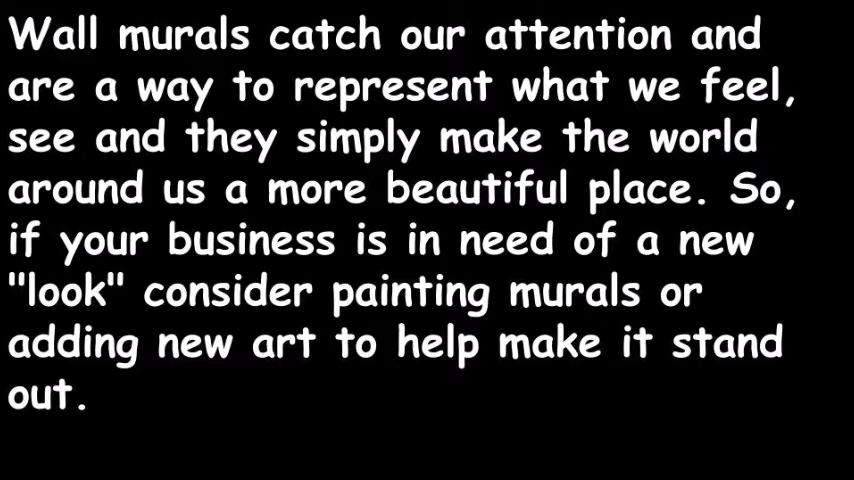 Wall murals catch our attention and
are a way to represent what we feel,
see and they simply make the world
around us a more beautiful place. So,
if your business is in need of a new
"look" consider painting murals or
adding new art to help make it stand
out.